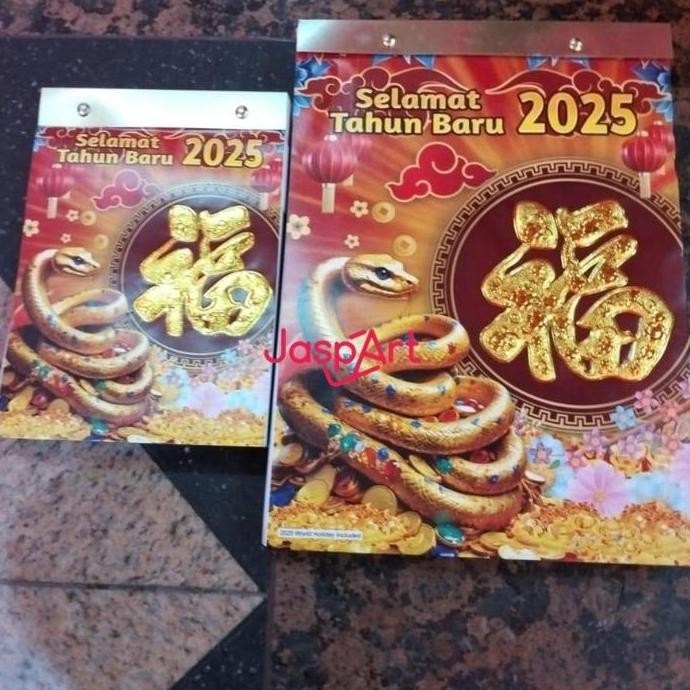 Selamat
Tahun Baru 2025
福
Selamat
Tahun Baru 2025
福
JaspArt
2025 World Holiday Included